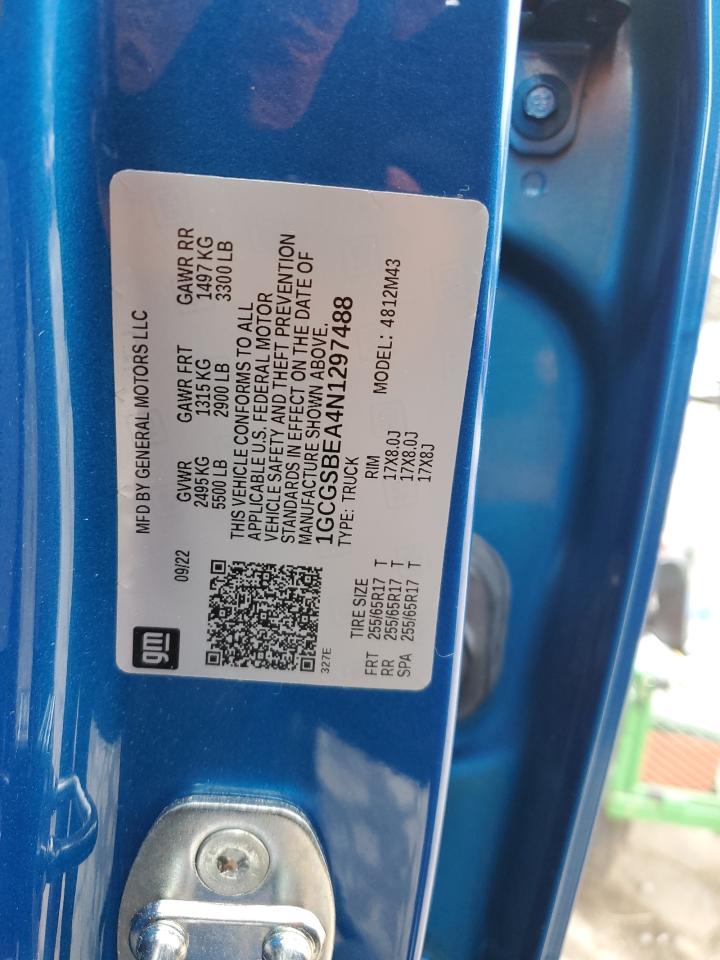 gm
MFD BY GENERAL MOTORS LLC
09/22
GVWR GAWR FRT GAWR RR
2495 KG 1315 KG 1497 KG
5500 LB 2900 LB 3300 LB
THIS VEHICLE CONFORMS TO ALL
APPLICABLE U.S. FEDERAL MOTOR
VEHICLE SAFETY AND THEFT PREVENTION
STANDARDS IN EFFECT ON THE DATE OF
MANUFACTURE SHOWN ABOVE.
1GCGSBEA4N1297488
327E
TYPE: TRUCK
MODEL: 4812M43
TIRE SIZE RIM
FRT 255/65R17 T 17X8.0J
RR 255/65R17 T 17X8.0J
SPA 255/65R17 T 17X8J